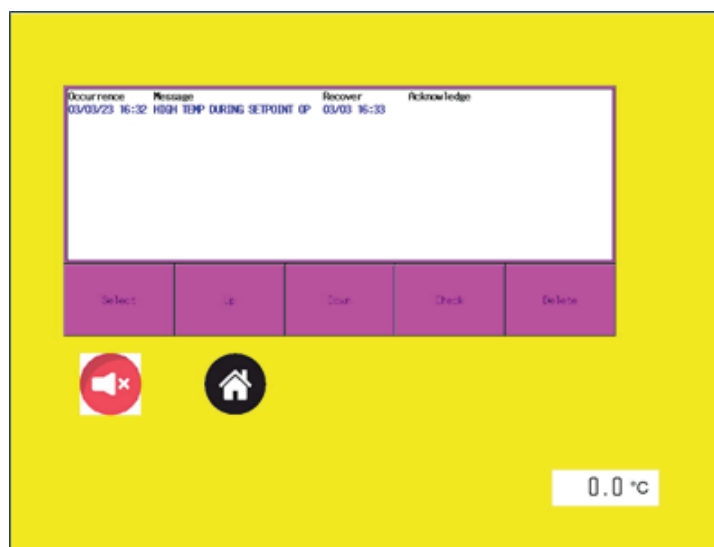 Occurrence Message Recover Acknowledge
03/03/23 16:32 HIGH TEMP DURING SETPOINT OP 03/03 16:33
Select Up Down Check Delete
0.0 °C